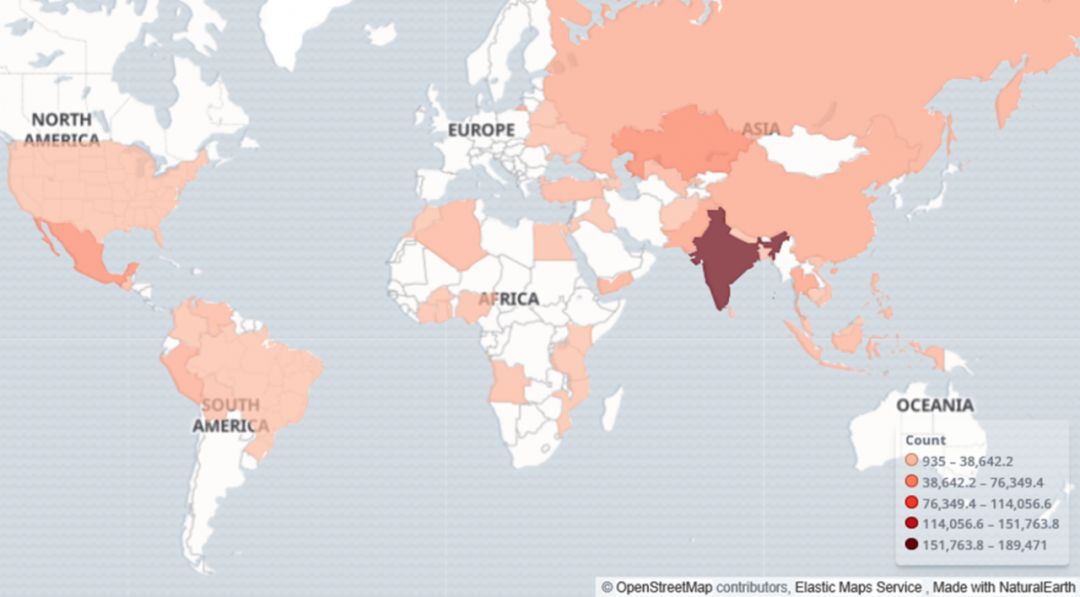 NORTH
AMERICA
EUROPE
ASIA
AFRICA
SOUTH
AMERICA
OCEANIA
Count
935 – 38,642.2
38,642.2 – 76,349.4
76,349.4 – 114,056.6
114,056.6 – 151,763.8
151,763.8 – 189,471
© OpenStreetMap contributors, Elastic Maps Service , Made with NaturalEarth